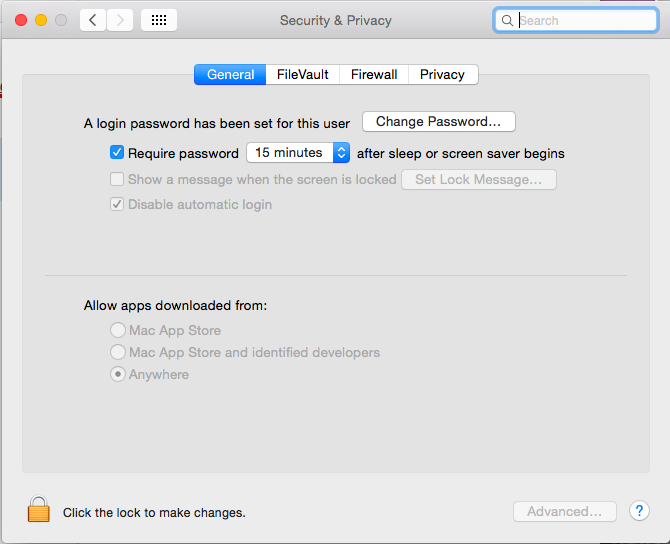 Security & Privacy
Search
General FileVault Firewall Privacy
A login password has been set for this user Change Password...
Require password 15 minutes after sleep or screen saver begins
Show a message when the screen is locked Set Lock Message...
Disable automatic login
Allow apps downloaded from:
Mac App Store
Mac App Store and identified developers
Anywhere
Click the lock to make changes. Advanced... ?